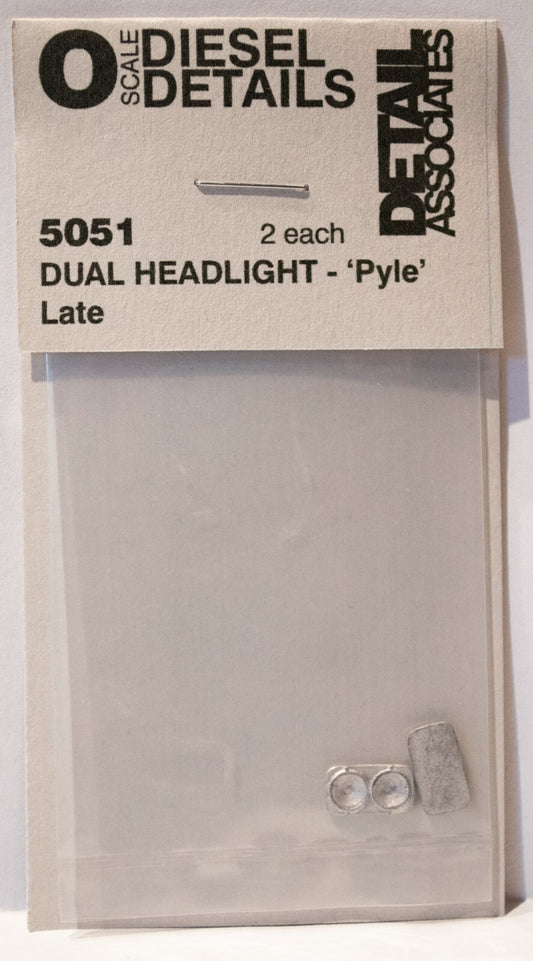 O SCALE DIESEL DETAILS
DETAIL ASSOCIATES
5051 2 each
DUAL HEADLIGHT - ‘Pyle’
Late